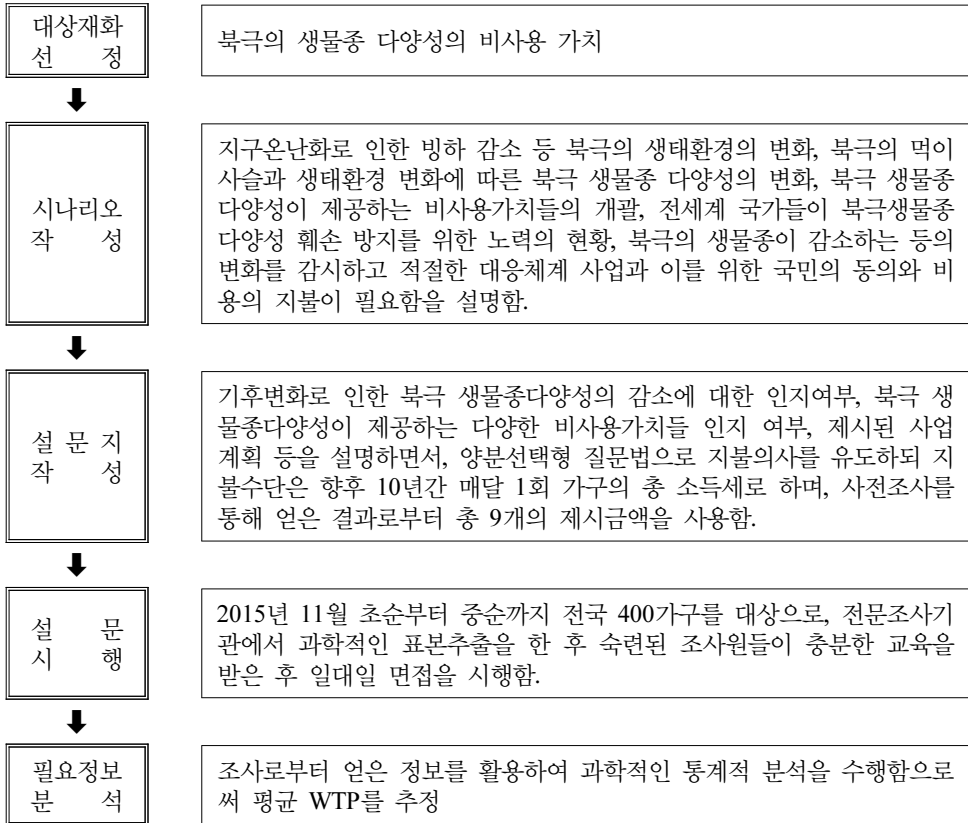 대상재화
선 정
북극의 생물종 다양성의 비사용 가치
시나리오
작 성
지구온난화로 인한 빙하 감소 등 북극의 생태환경의 변화, 북극의 먹이
사슬과 생태환경 변화에 따른 북극 생물종 다양성의 변화, 북극 생물종
다양성이 제공하는 비사용가치들의 개괄, 전세계 국가들이 북극생물종
다양성 훼손 방지를 위한 노력의 현황, 북극의 생물종이 감소하는 등의
변화를 감시하고 적절한 대응체계 사업과 이를 위한 국민의 동의와 비
용의 지불이 필요함을 설명함.
설 문 지
작 성
기후변화로 인한 북극 생물종다양성의 감소에 대한 인지여부, 북극 생
물종다양성이 제공하는 다양한 비사용가치들 인지 여부, 제시된 사업
계획 등을 설명하면서, 양분선택형 질문법으로 지불의사를 유도하되 지
불수단은 향후 10년간 매달 1회 가구의 총 소득세로 하며, 사전조사를
통해 얻은 결과로부터 총 9개의 제시금액을 사용함.
설 문
시 행
2015년 11월 초순부터 중순까지 전국 400가구를 대상으로, 전문조사기
관에서 과학적인 표본추출을 한 후 숙련된 조사원들이 충분한 교육을
받은 후 일대일 면접을 시행함.
필요정보
분 석
조사로부터 얻은 정보를 활용하여 과학적인 통계적 분석을 수행함으로
써 평균 WTP를 추정